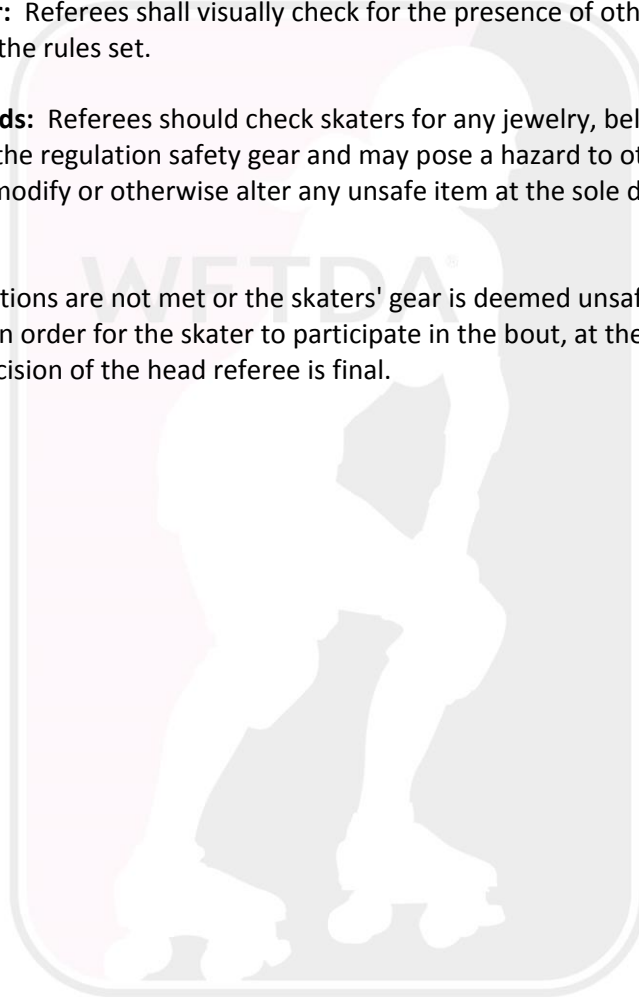 r: Referees shall visually check for the presence of oth
the rules set.
ds: Referees should check skaters for any jewelry, bel
the regulation safety gear and may pose a hazard to ot
modify or otherwise alter any unsafe item at the sole d
WFTDA®
tions are not met or the skaters' gear is deemed unsaf
n order for the skater to participate in the bout, at the
cision of the head referee is final.